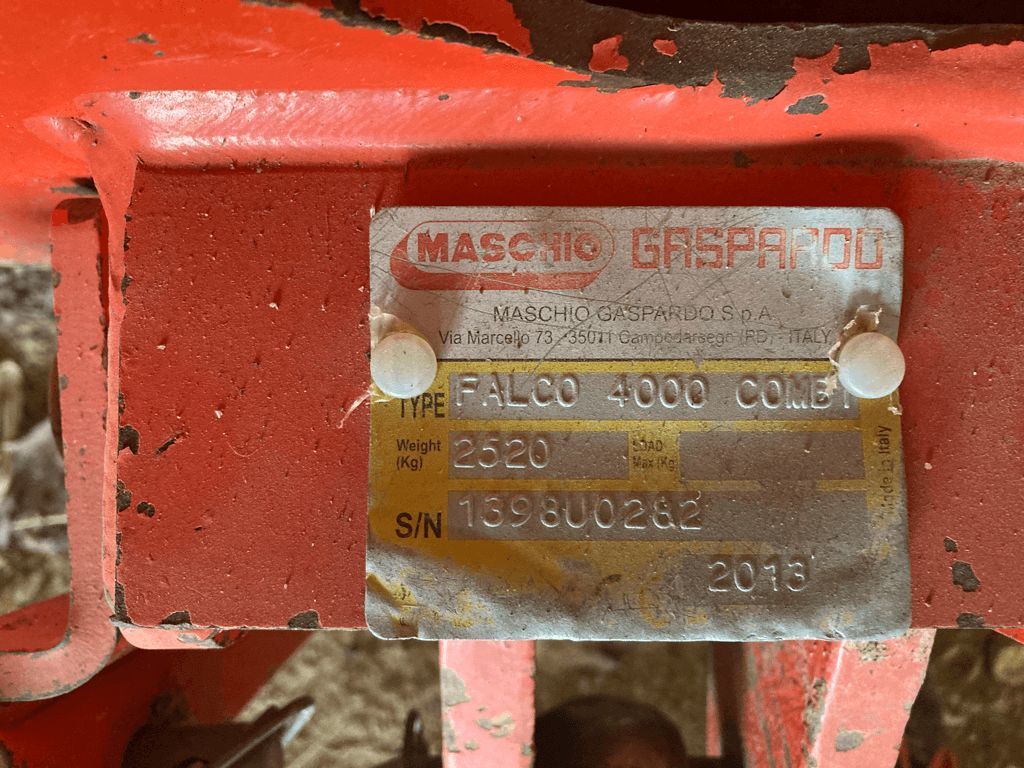 MASCHIO GASPARDO
MASCHIO GASPARDO S.p.A.
Via Marcello 73 - 35011 Campodarsego (PD) - ITALY
TYPE FALCO 4000 COMBI
Weight (Kg) 2520 LOAD Max (Kg)
S/N 1398U0282
2013
Made in Italy